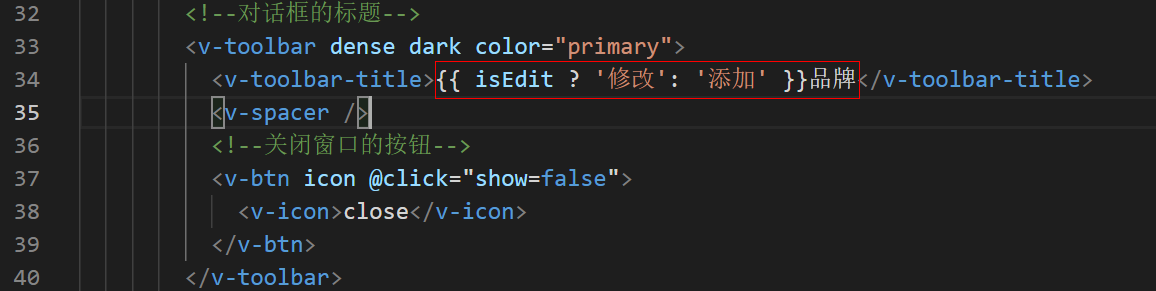 32 <!--对话框的标题-->
33 <v-toolbar dense dark color="primary">
34 <v-toolbar-title>{{ isEdit ? '修改': '添加' }}品牌</v-toolbar-title>
35 <v-spacer />
36 <!--关闭窗口的按钮-->
37 <v-btn icon @click="show=false">
38 <v-icon>close</v-icon>
39 </v-btn>
40 </v-toolbar>